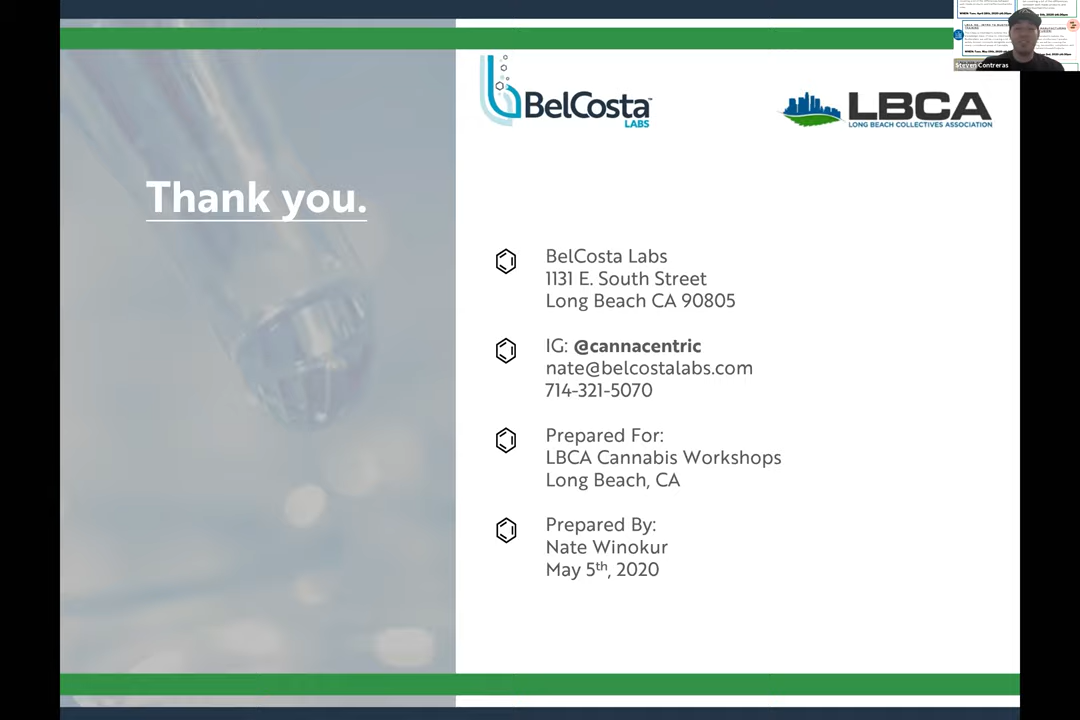 Steven Contreras
BelCosta™
LABS
LBCA
LONG BEACH COLLECTIVES ASSOCIATION
Thank you.
BelCosta Labs
1131 E. South Street
Long Beach CA 90805
IG: @cannacentric
nate@belcostalabs.com
714-321-5070
Prepared For:
LBCA Cannabis Workshops
Long Beach, CA
Prepared By:
Nate Winokur
May 5th, 2020